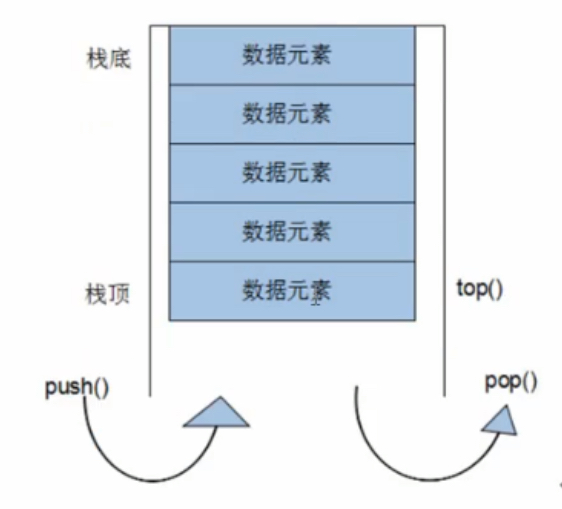 栈底
数据元素
数据元素
数据元素
数据元素
栈顶
数据元素
top()
push()
pop()